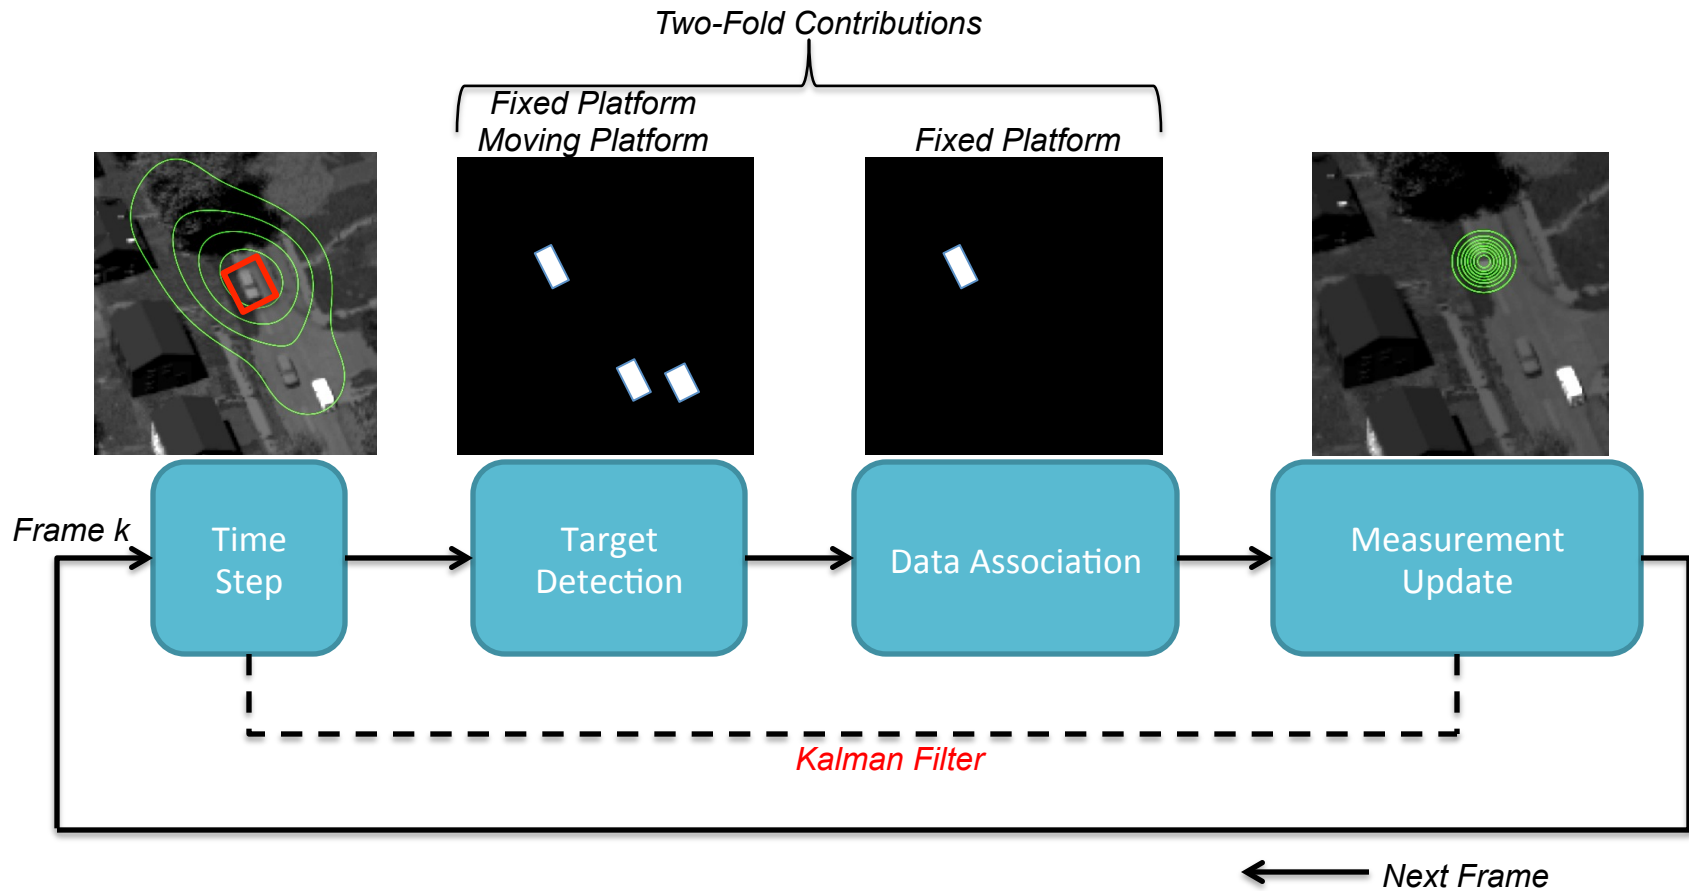 Two-Fold Contributions
Fixed Platform
Moving Platform
Fixed Platform
Frame k
Time
Step
Target
Detection
Data Association
Measurement
Update
Kalman Filter
Next Frame